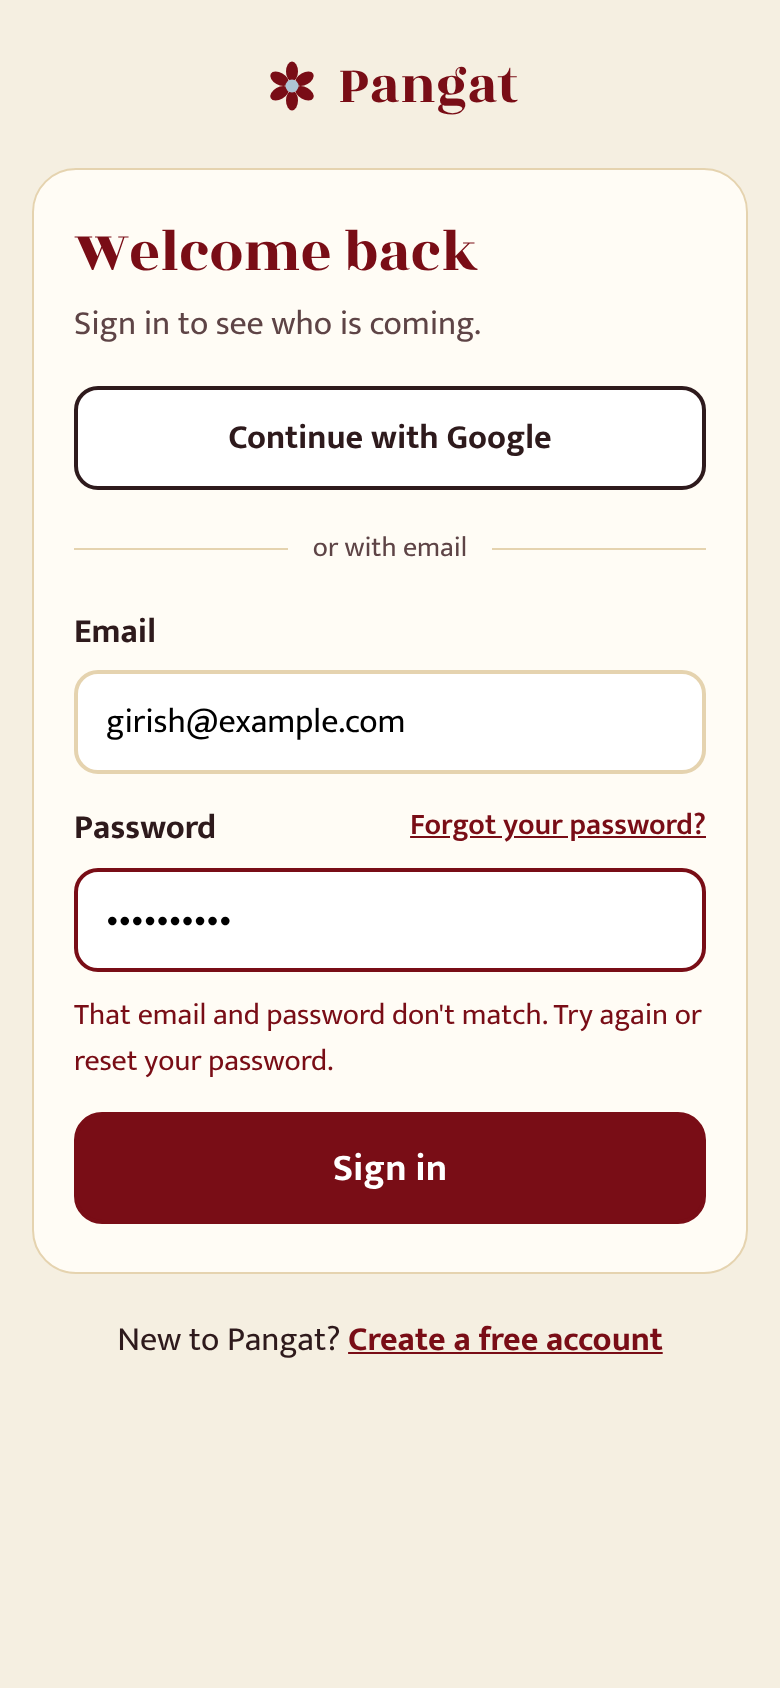 Pangat
Welcome back
Sign in to see who is coming.
Continue with Google
or with email
Email
girish@example.com
Password
Forgot your password?
••••••••••
That email and password don't match. Try again or
reset your password.
Sign in
New to Pangat? Create a free account